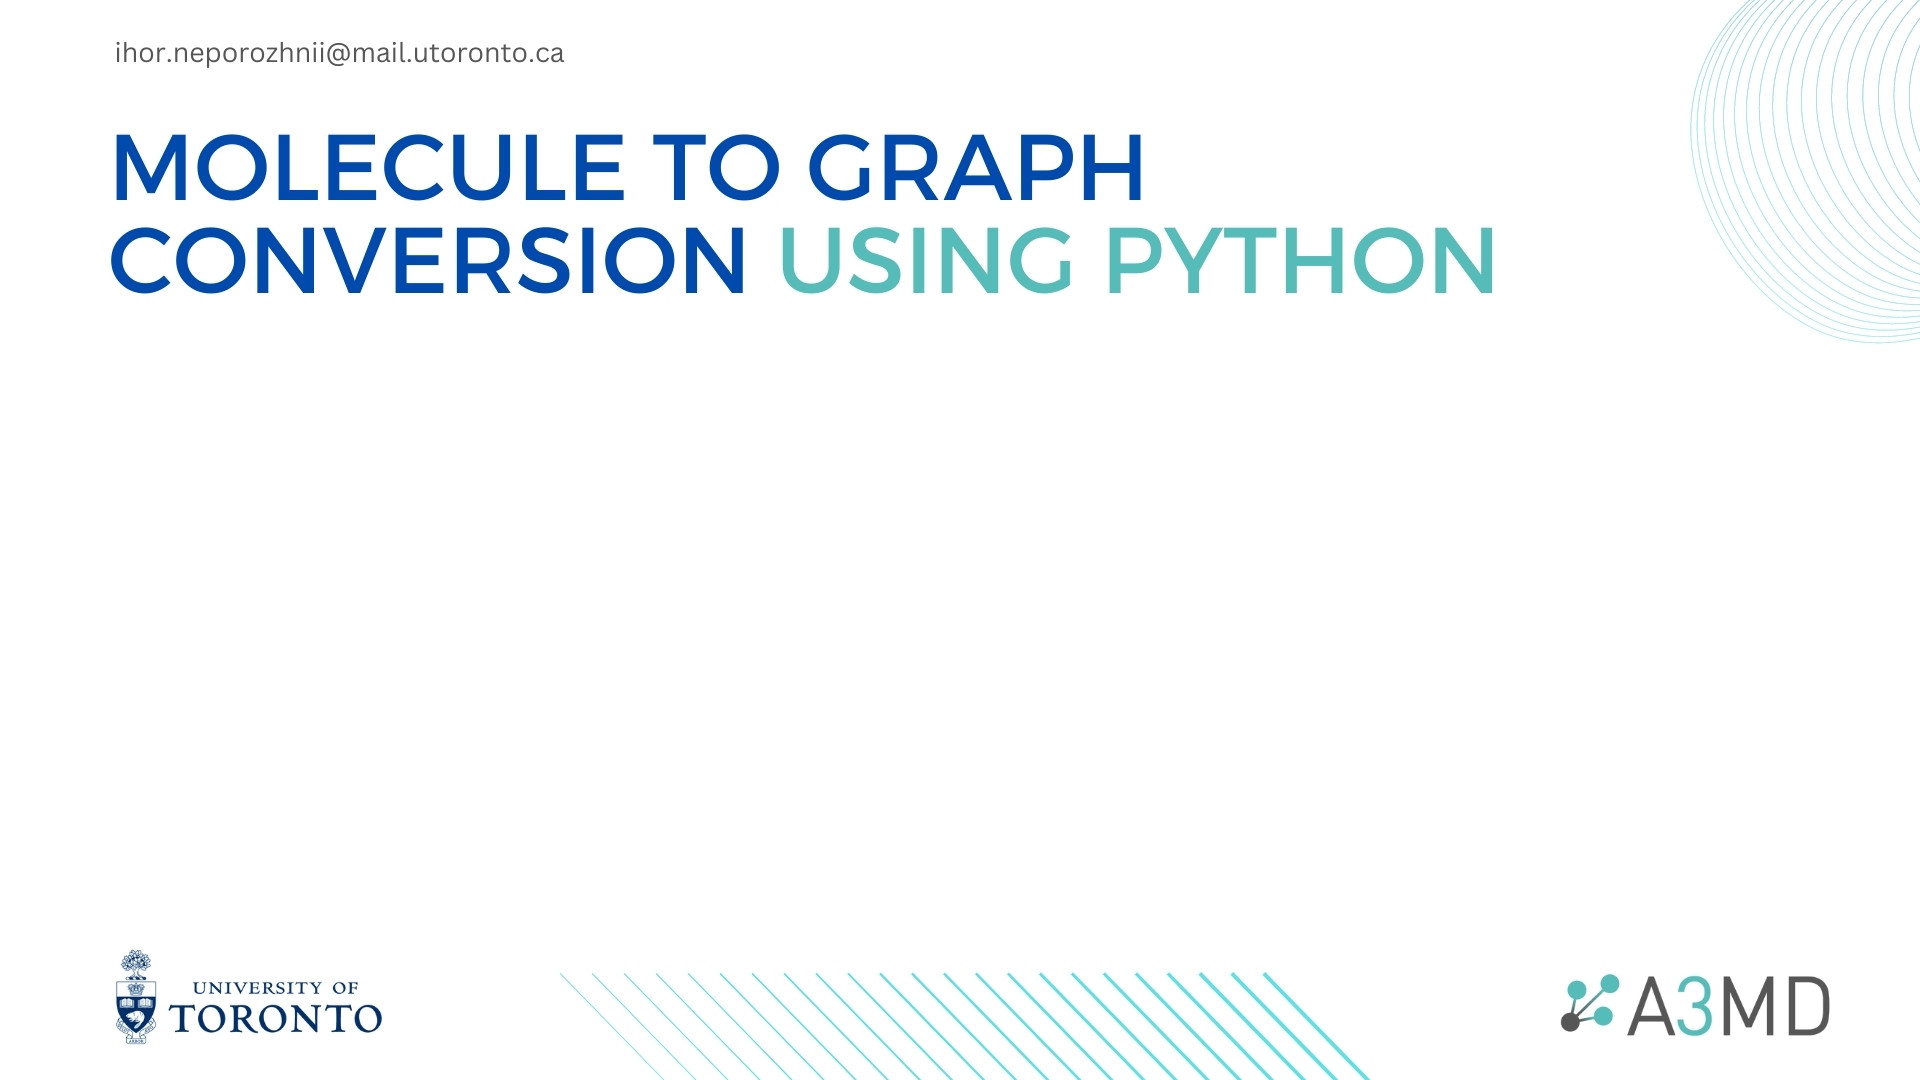 ihor.neporozhnii@mail.utoronto.ca
MOLECULE TO GRAPH
CONVERSION USING PYTHON
UNIVERSITY OF
TORONTO
A3MD